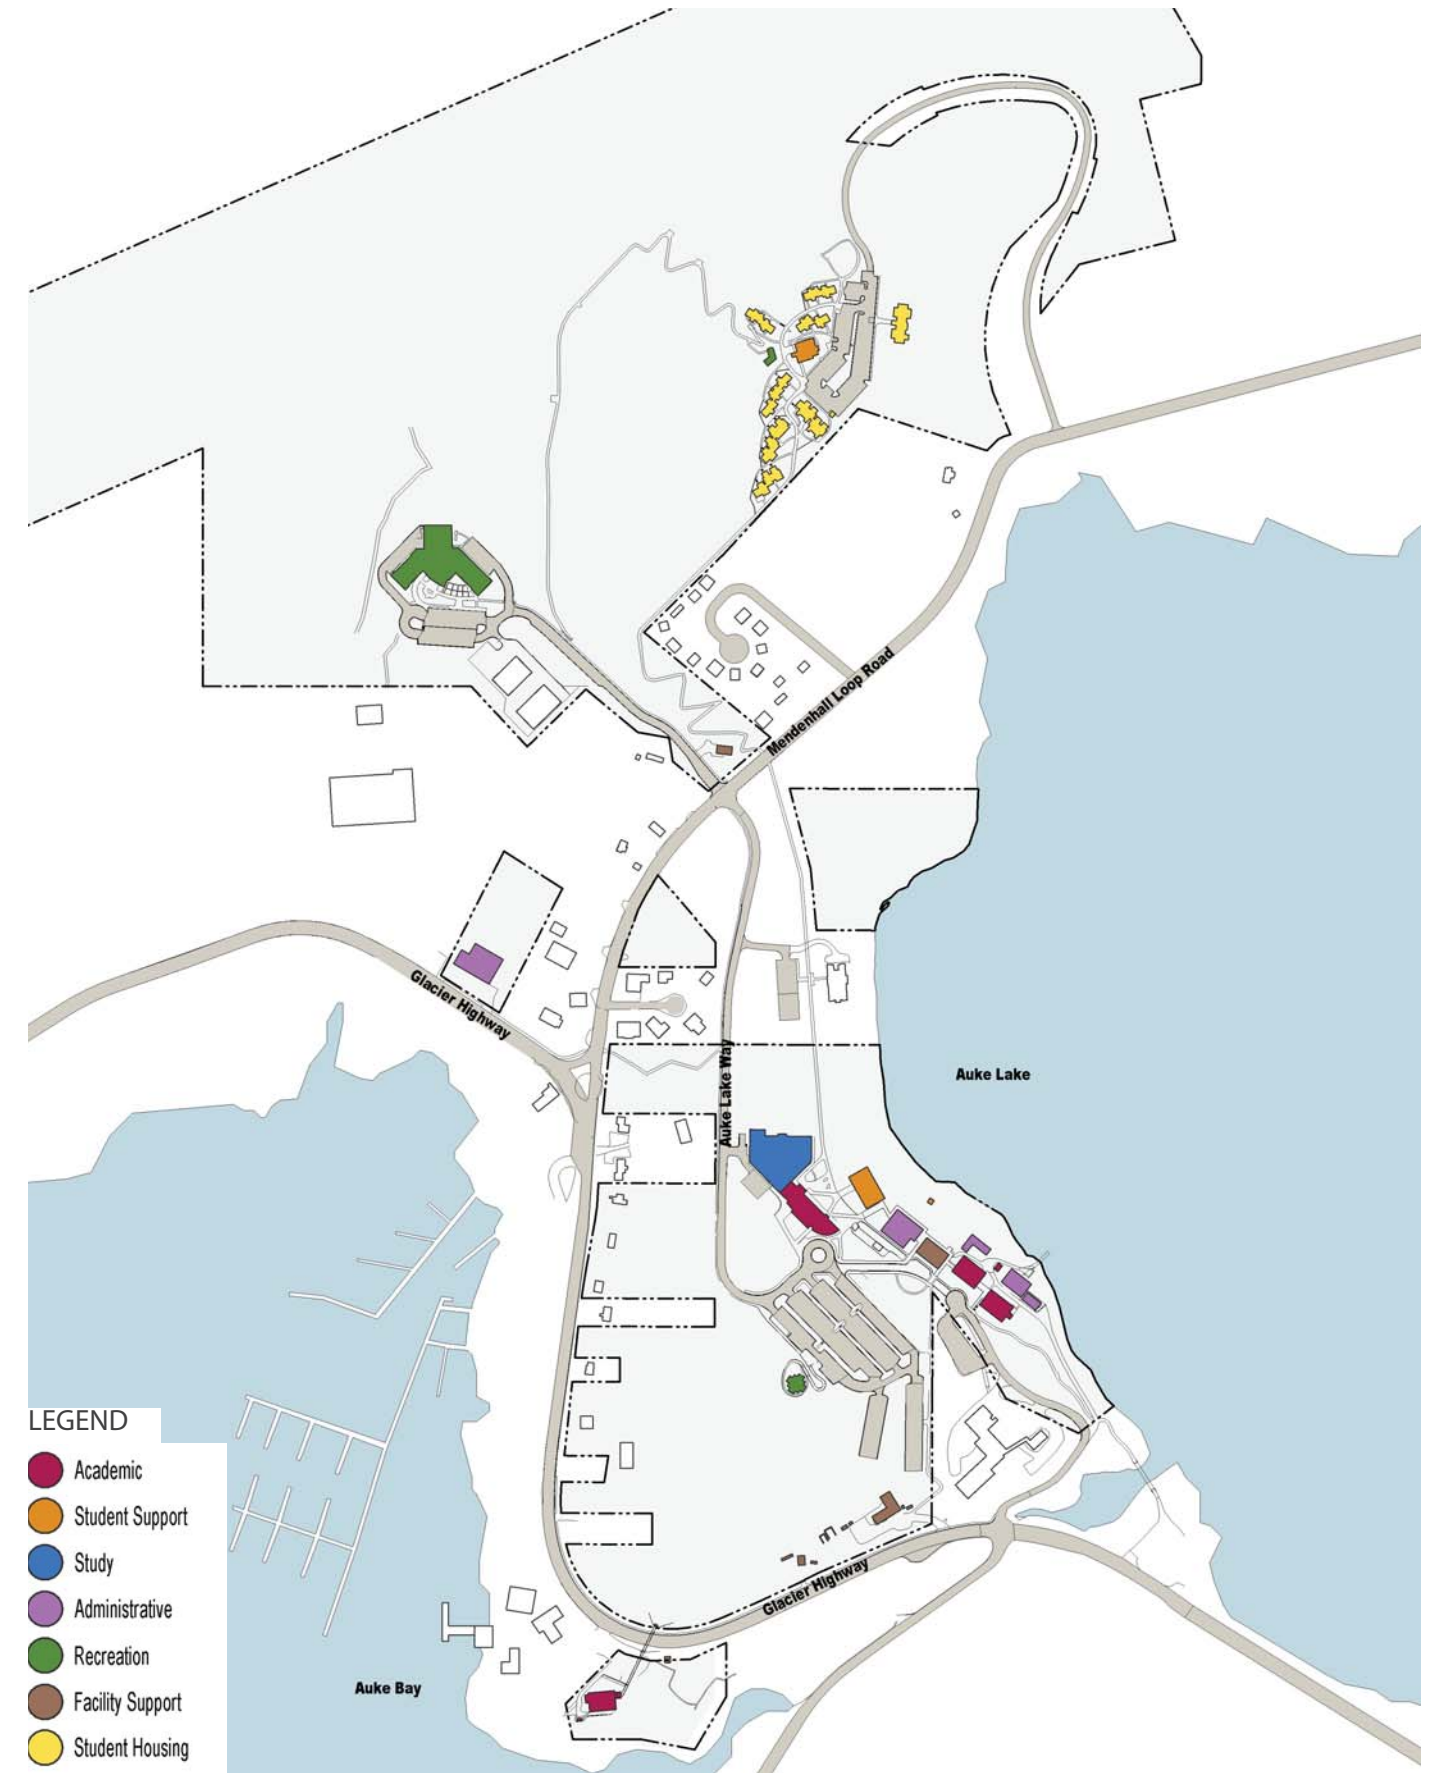 Mendenhall Loop Road
Glacier Highway
Auke Lake Way
Auke Lake
LEGEND
Academic
Student Support
Study
Administrative
Recreation
Facility Support
Student Housing
Glacier Highway
Auke Bay